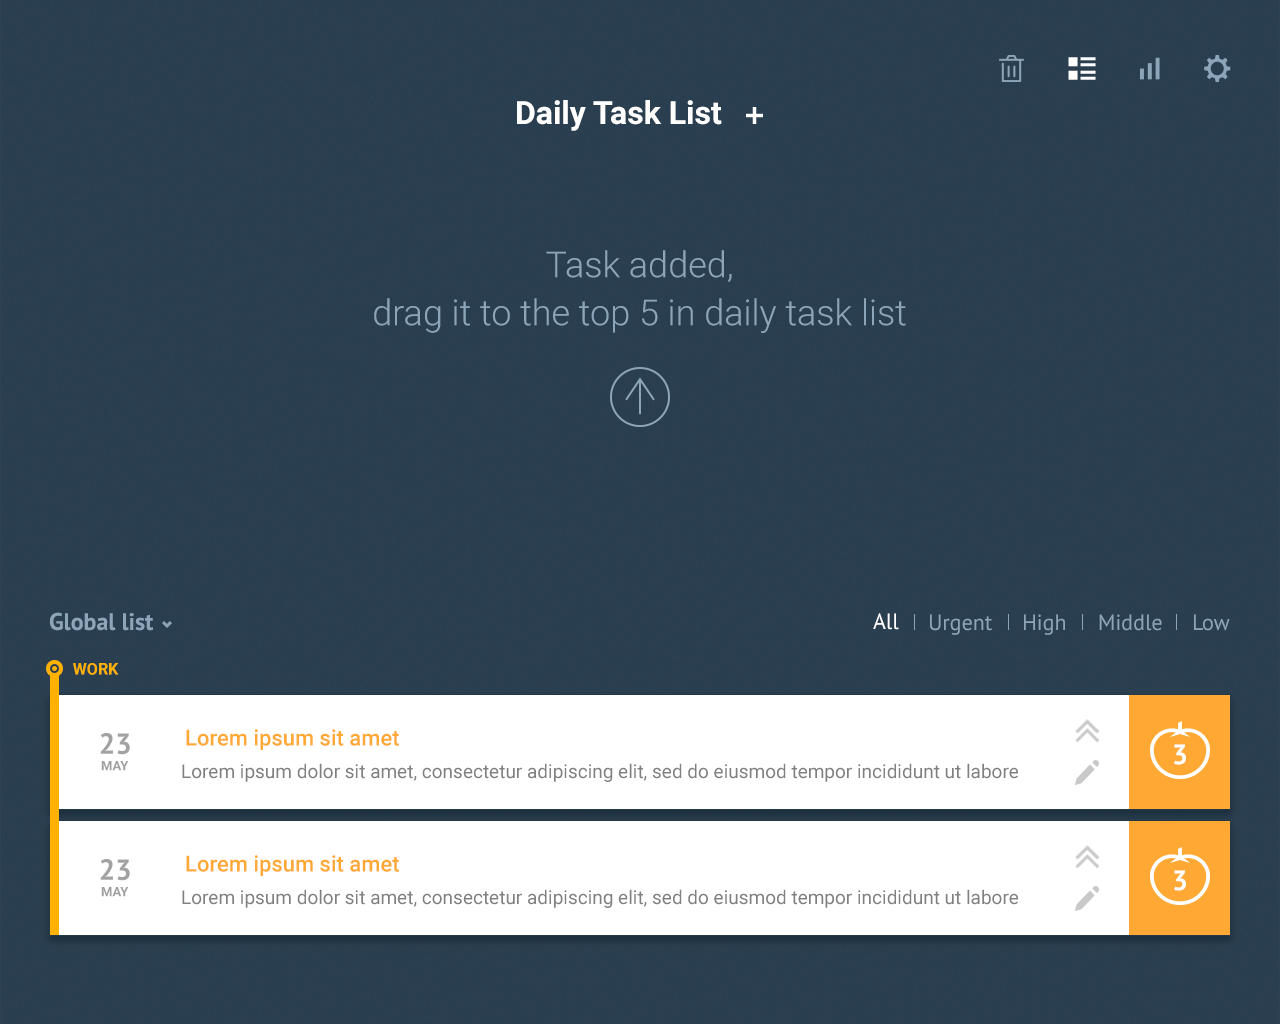 Daily Task List +
Task added,
drag it to the top 5 in daily task list
Global list
All | Urgent | High | Middle | Low
WORK
23
MAY
Lorem ipsum sit amet
Lorem ipsum dolor sit amet, consectetur adipiscing elit, sed do eiusmod tempor incididunt ut labore
3
23
MAY
Lorem ipsum sit amet
Lorem ipsum dolor sit amet, consectetur adipiscing elit, sed do eiusmod tempor incididunt ut labore
3